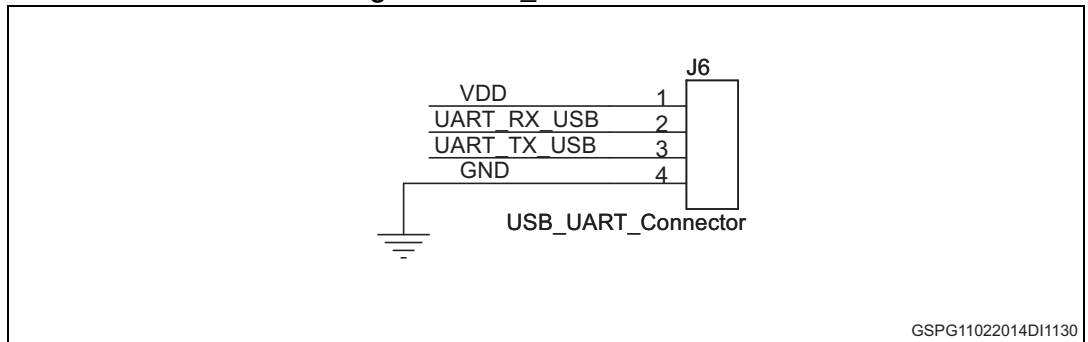 J6
VDD 1
UART_RX_USB 2
UART_TX_USB 3
GND 4
USB_UART_Connector
GSPG11022014DI1130